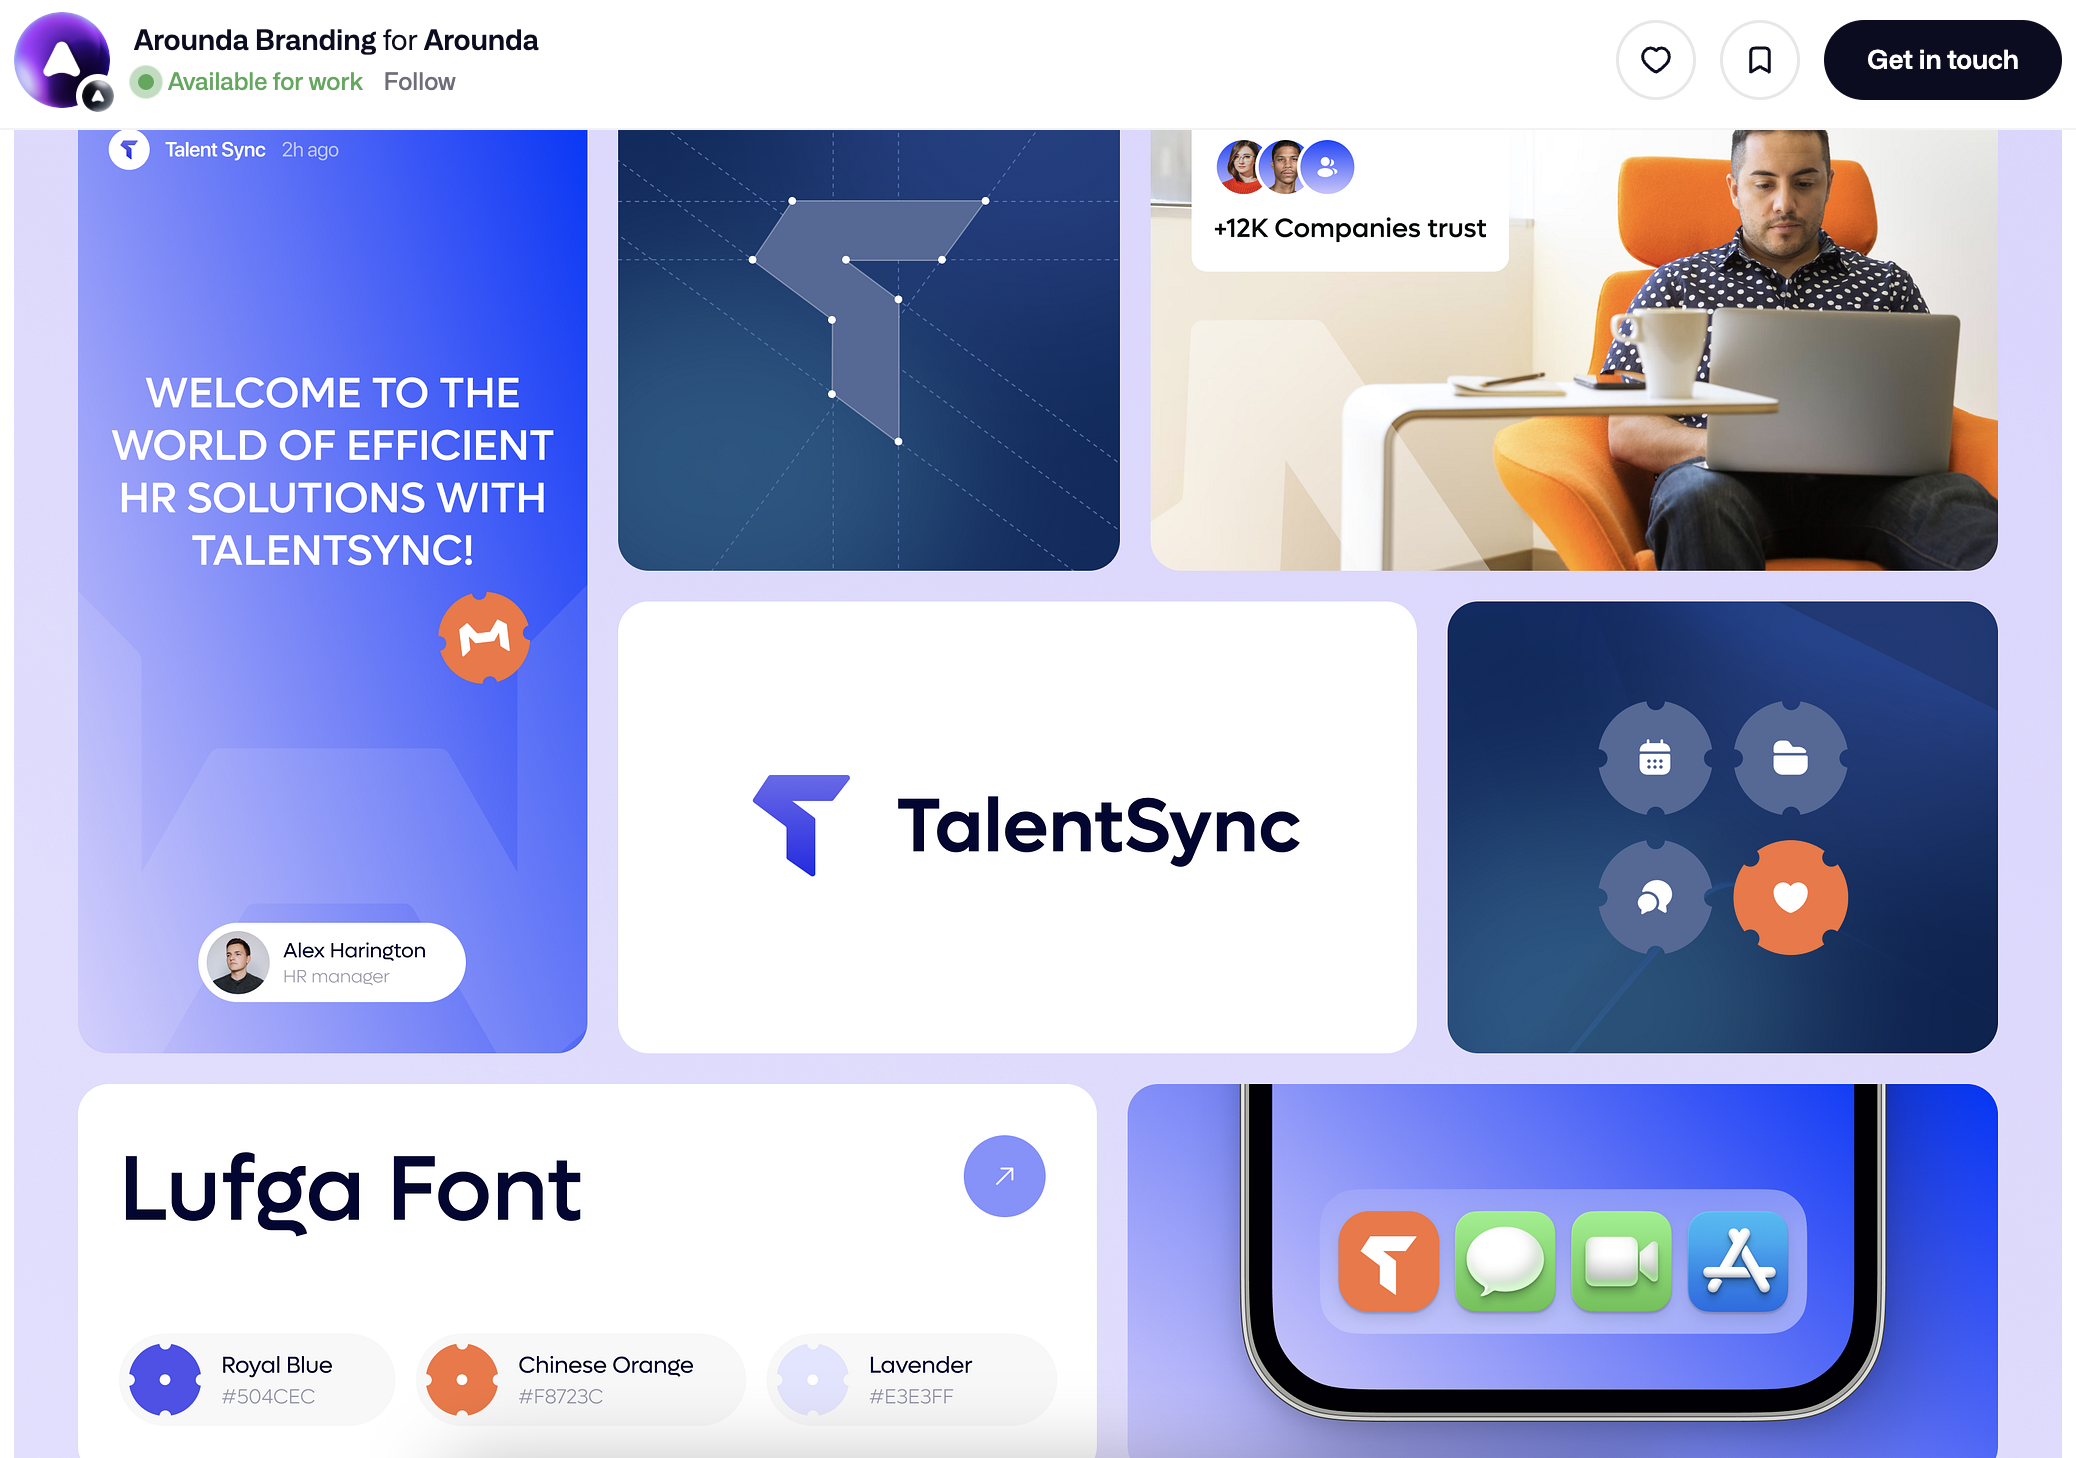 Arounda Branding for Arounda
Available for work Follow
Get in touch
Talent Sync 2h ago
WELCOME TO THE
WORLD OF EFFICIENT
HR SOLUTIONS WITH
TALENTSYNC!
Alex Harington
HR manager
+12K Companies trust
TalentSync
Lufga Font
Royal Blue
#504CEC
Chinese Orange
#F8723C
Lavender
#E3E3FF